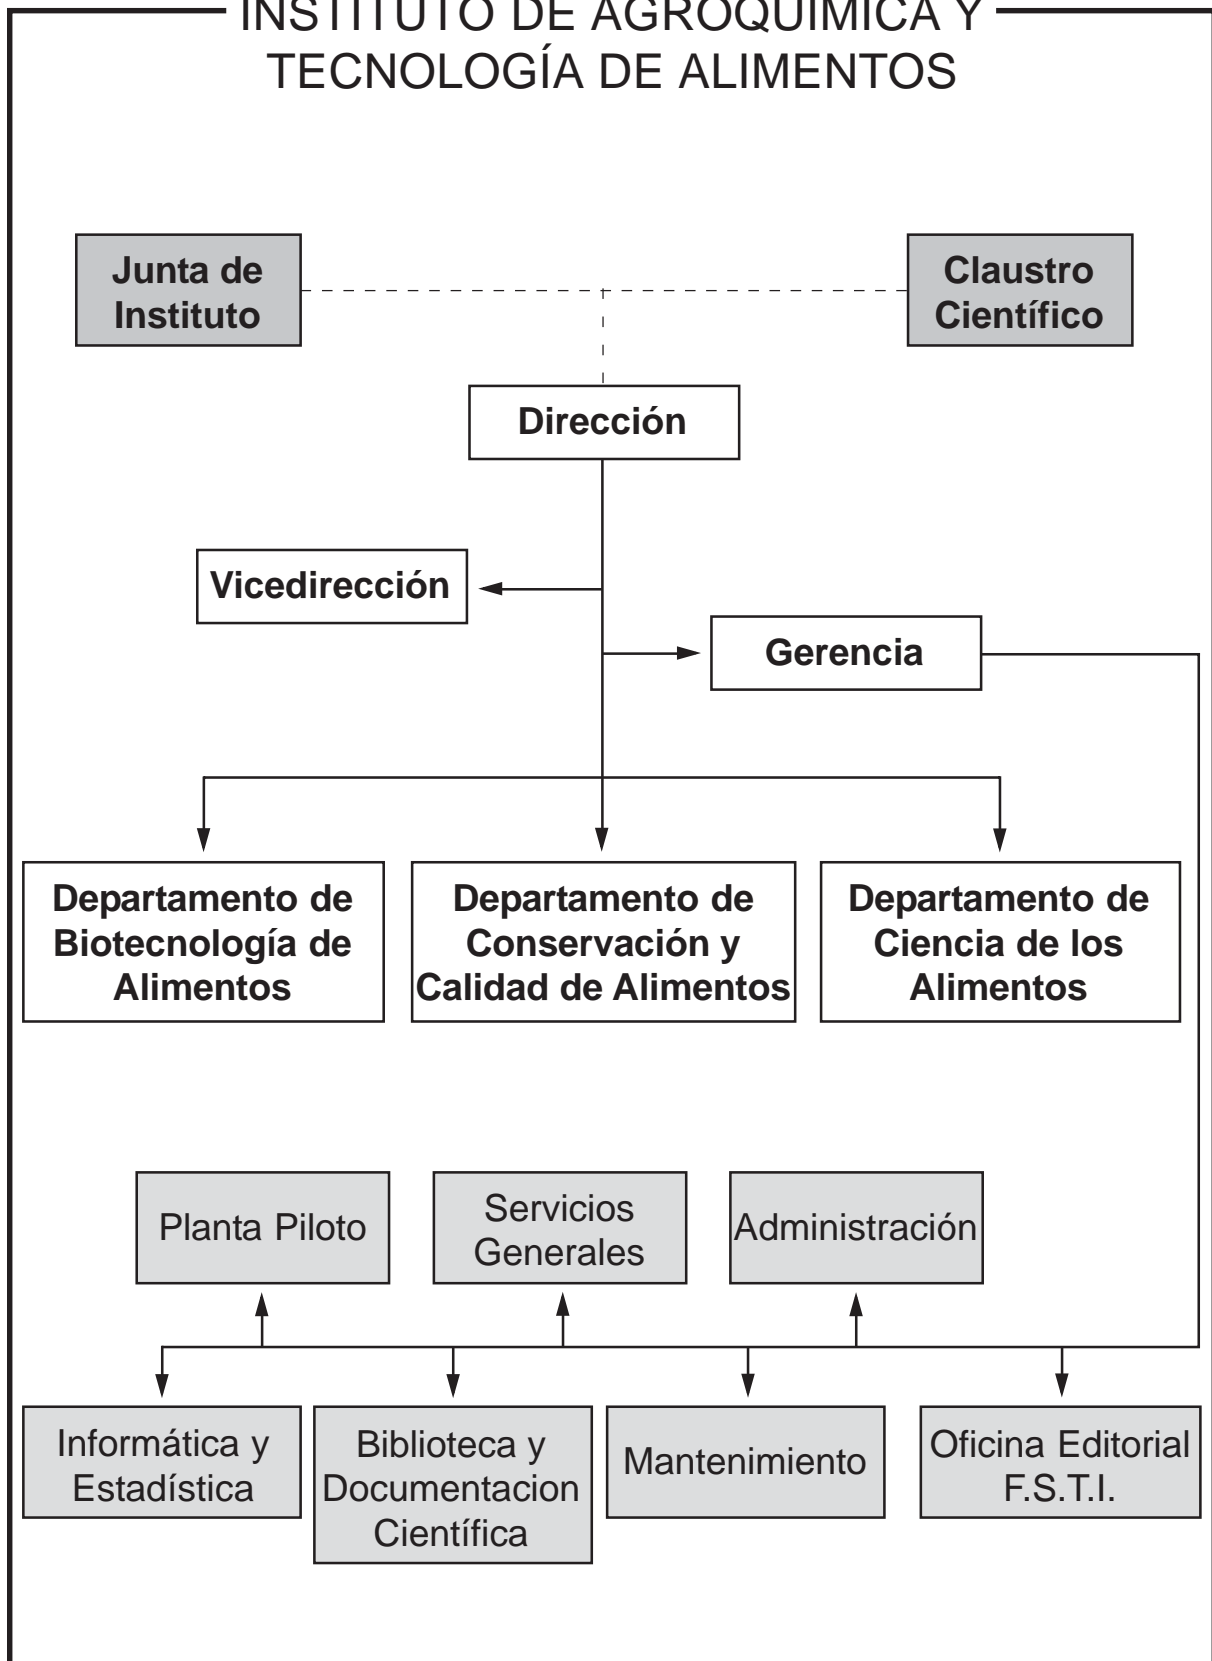 INSTITUTO DE AGROQUÍMICA Y
TECNOLOGÍA DE ALIMENTOS
Junta de
Instituto
Claustro
Científico
Dirección
Vicedirección
Gerencia
Departamento de
Biotecnología de
Alimentos
Departamento de
Conservación y
Calidad de Alimentos
Departamento de
Ciencia de los
Alimentos
Planta Piloto
Servicios
Generales
Administración
Informática y
Estadística
Biblioteca y
Documentacion
Científica
Mantenimiento
Oficina Editorial
F.S.T.I.